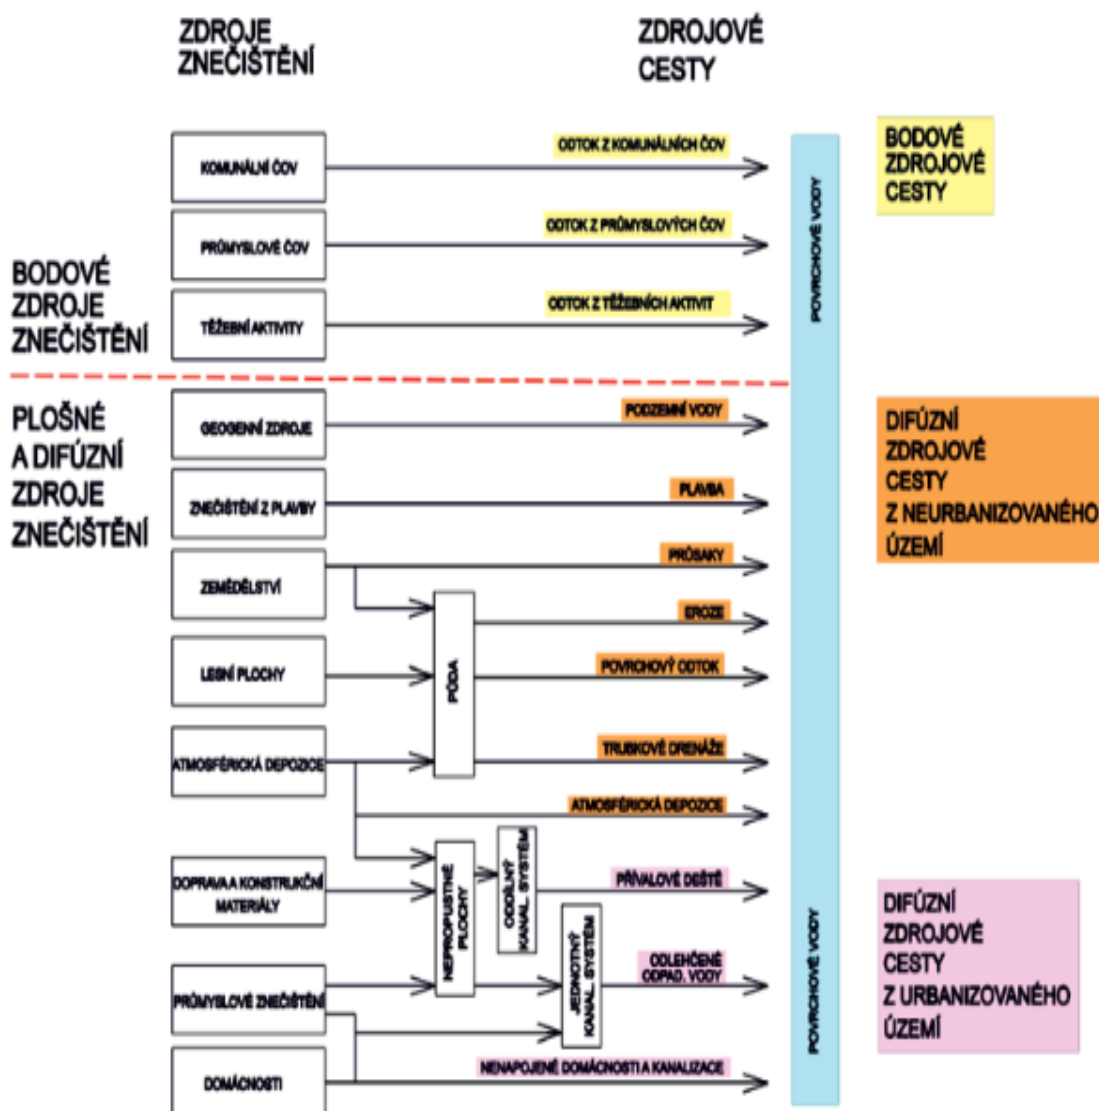 ZDROJE
ZNEČIŠTĚNÍ
ZDROJOVÉ
CESTY
BODOVÉ
ZDROJE
ZNEČIŠTĚNÍ
KOMUNÁLNÍ ČOV
ODTOK Z KOMUNÁLNÍCH ČOV
PRŮMYSLOVÉ ČOV
ODTOK Z PRŮMYSLOVÝCH ČOV
TĚŽEBNÍ AKTIVITY
ODTOK Z TĚŽEBNÍCH AKTIVIT
POVRCHOVÉ VODY
BODOVÉ
ZDROJOVÉ
CESTY
PLOŠNÉ
A DIFÚZNÍ
ZDROJE
ZNEČIŠTĚNÍ
GEOGENNÍ ZDROJE
PODZEMNÍ VODY
ZNEČIŠTĚNÍ Z PLAVBY
PLAVBA
ZEMĚDĚLSTVÍ
PRŮSAKY
EROZE
LESNÍ PLOCHY
PŮDA
POVRCHOVÝ ODTOK
ATMOSFÉRICKÁ DEPOZICE
TRUBKOVÉ DRENÁŽE
ATMOSFÉRICKÁ DEPOZICE
DIFÚZNÍ
ZDROJOVÉ
CESTY
Z NEURBANIZOVANÉHO
ÚZEMÍ
DOPRAVA A KONSTRUKČNÍ
MATERIÁLY
NEPROPUSTNÉ
PLOCHY
ODDÍLNÝ
KANAL. SYSTÉM
PŘÍVALOVÉ DEŠTĚ
PRŮMYSLOVÉ ZNEČIŠTĚNÍ
JEDNOTNÝ
KANAL. SYSTÉM
ODLEHČENÉ
ODPAD. VODY
DOMÁCNOSTI
NENAPOJENÉ DOMÁCNOSTI A KANALIZACE
POVRCHOVÉ VODY
DIFÚZNÍ
ZDROJOVÉ
CESTY
Z URBANIZOVANÉHO
ÚZEMÍ